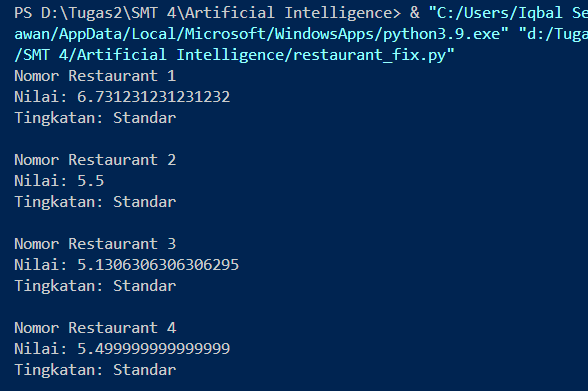 PS D:\Tugas2\SMT 4\Artificial Intelligence> & "C:/Users/Iqbal Se
awan/AppData/Local/Microsoft/WindowsApps/python3.9.exe" "d:/Tuga
/SMT 4/Artificial Intelligence/restaurant_fix.py"
Nomor Restaurant 1
Nilai: 6.731231231231232
Tingkatan: Standar
Nomor Restaurant 2
Nilai: 5.5
Tingkatan: Standar
Nomor Restaurant 3
Nilai: 5.1306306306306295
Tingkatan: Standar
Nomor Restaurant 4
Nilai: 5.499999999999999
Tingkatan: Standar